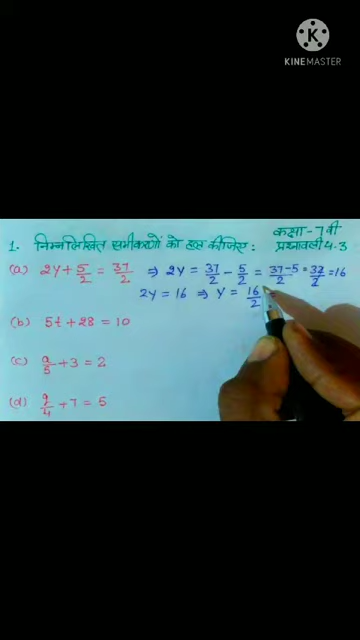 K
KINEMASTER
कक्षा-7 वी
1. निम्नलिखित समीकरणों को हल कीजिए: प्रश्नावली 4.3
(a) 2y + 5/2 = 37/2 ⇒ 2y = 37/2 - 5/2 = 37-5/2 = 32/2 = 16
2y = 16 ⇒ y = 16/2 =
(b) 5t + 28 = 10
(c) a/5 + 3 = 2
(d) q/4 + 7 = 5